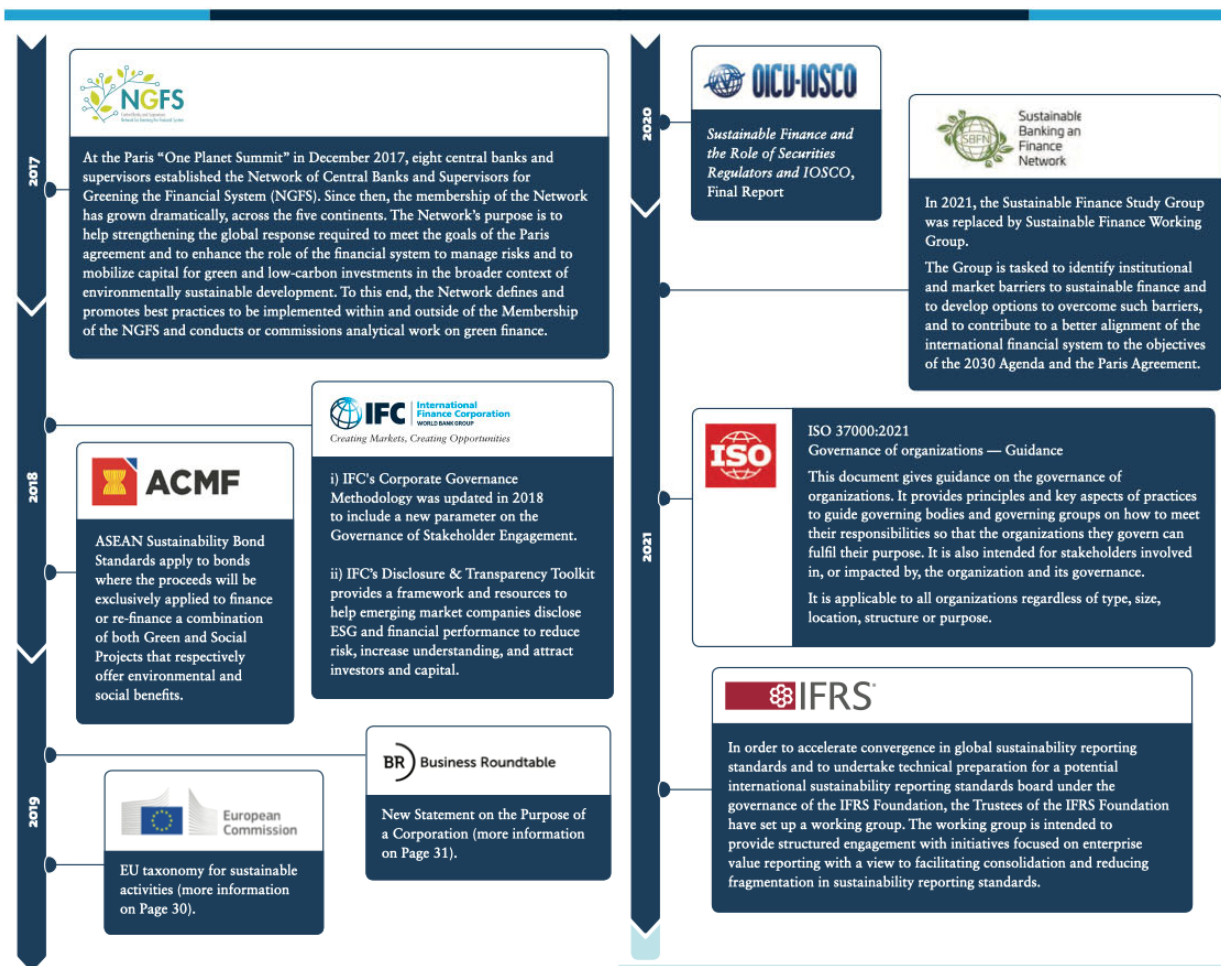 2017
NGFS
Central Banks and Supervisors
Network for Greening the Financial System
At the Paris “One Planet Summit” in December 2017, eight central banks and
supervisors established the Network of Central Banks and Supervisors for
Greening the Financial System (NGFS). Since then, the membership of the Network
has grown dramatically, across the five continents. The Network’s purpose is to
help strengthening the global response required to meet the goals of the Paris
agreement and to enhance the role of the financial system to manage risks and to
mobilize capital for green and low-carbon investments in the broader context of
environmentally sustainable development. To this end, the Network defines and
promotes best practices to be implemented within and outside of the Membership
of the NGFS and conducts or commissions analytical work on green finance.
2018
IFC
International
Finance Corporation
WORLD BANK GROUP
Creating Markets, Creating Opportunities
i) IFC’s Corporate Governance
Methodology was updated in 2018
to include a new parameter on the
Governance of Stakeholder Engagement.
ii) IFC’s Disclosure & Transparency Toolkit
provides a framework and resources to
help emerging market companies disclose
ESG and financial performance to reduce
risk, increase understanding, and attract
investors and capital.
ACMF
ASEAN Sustainability Bond
Standards apply to bonds
where the proceeds will be
exclusively applied to finance
or re-finance a combination
of both Green and Social
Projects that respectively
offer environmental and
social benefits.
2019
BR Business Roundtable
New Statement on the Purpose of
a Corporation (more information
on Page 31).
European
Commission
EU taxonomy for sustainable
activities (more information
on Page 30).
2020
OICU-IOSCO
Sustainable Finance and
the Role of Securities
Regulators and IOSCO,
Final Report
2021
SBFN
Sustainable
Banking an
Finance
Network
In 2021, the Sustainable Finance Study Group
was replaced by Sustainable Finance Working
Group.
The Group is tasked to identify institutional
and market barriers to sustainable finance and
to develop options to overcome such barriers,
and to contribute to a better alignment of the
international financial system to the objectives
of the 2030 Agenda and the Paris Agreement.
ISO
ISO 37000:2021
Governance of organizations — Guidance
This document gives guidance on the governance of
organizations. It provides principles and key aspects of practices
to guide governing bodies and governing groups on how to meet
their responsibilities so that the organizations they govern can
fulfil their purpose. It is also intended for stakeholders involved
in, or impacted by, the organization and its governance.
It is applicable to all organizations regardless of type, size,
location, structure or purpose.
IFRS
In order to accelerate convergence in global sustainability reporting
standards and to undertake technical preparation for a potential
international sustainability reporting standards board under the
governance of the IFRS Foundation, the Trustees of the IFRS Foundation
have set up a working group. The working group is intended to
provide structured engagement with initiatives focused on enterprise
value reporting with a view to facilitating consolidation and reducing
fragmentation in sustainability reporting standards.